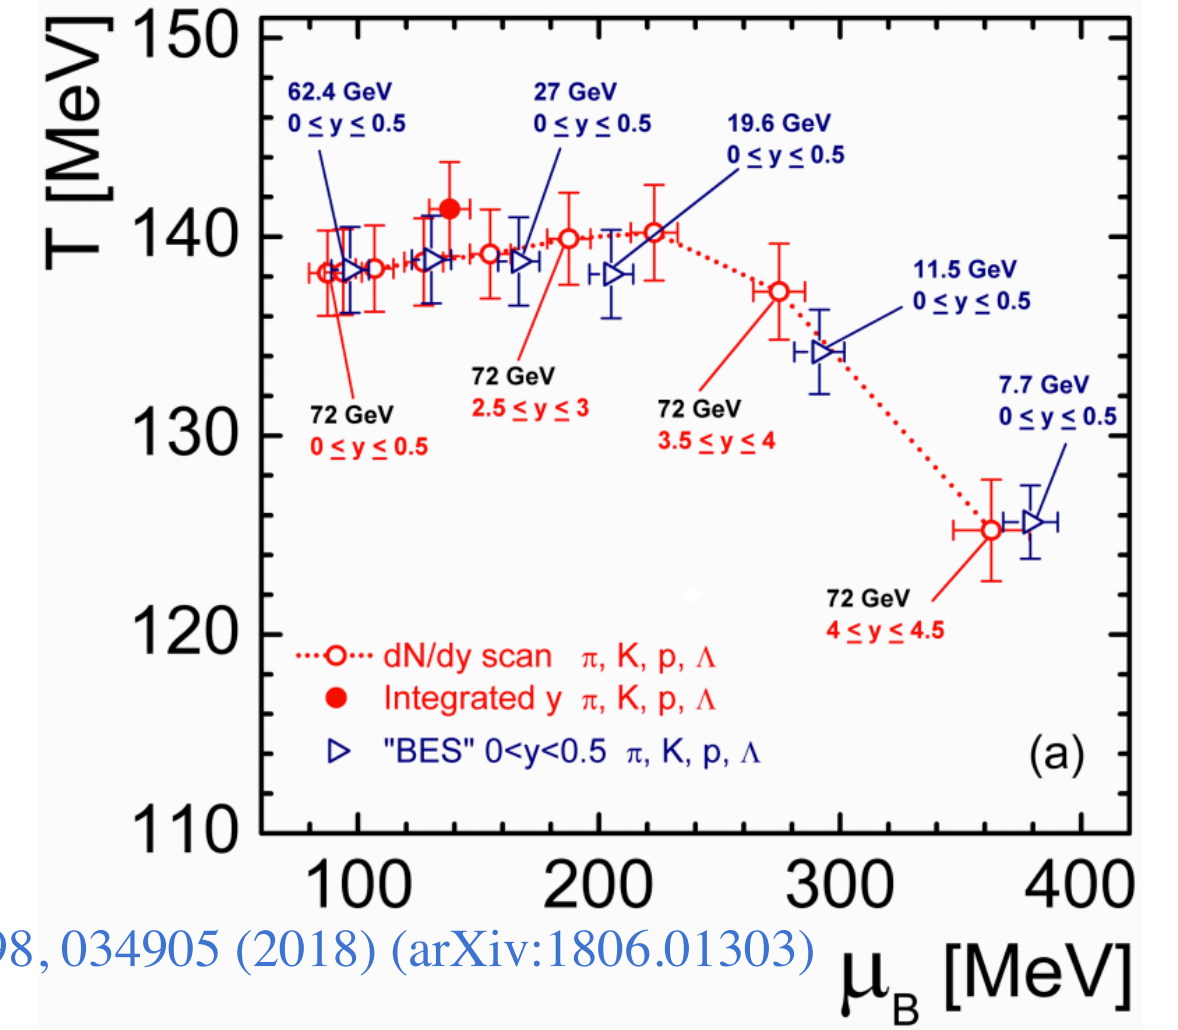 T [MeV]
150
140
130
120
110
62.4 GeV
0 ≤ y ≤ 0.5
27 GeV
0 ≤ y ≤ 0.5
19.6 GeV
0 ≤ y ≤ 0.5
11.5 GeV
0 ≤ y ≤ 0.5
7.7 GeV
0 ≤ y ≤ 0.5
72 GeV
0 ≤ y ≤ 0.5
72 GeV
2.5 ≤ y ≤ 3
72 GeV
3.5 ≤ y ≤ 4
72 GeV
4 ≤ y ≤ 4.5
dN/dy scan π, K, p, Λ
Integrated y π, K, p, Λ
"BES" 0<y<0.5 π, K, p, Λ
(a)
100 200 300 400
98, 034905 (2018) (arXiv:1806.01303)
μB [MeV]